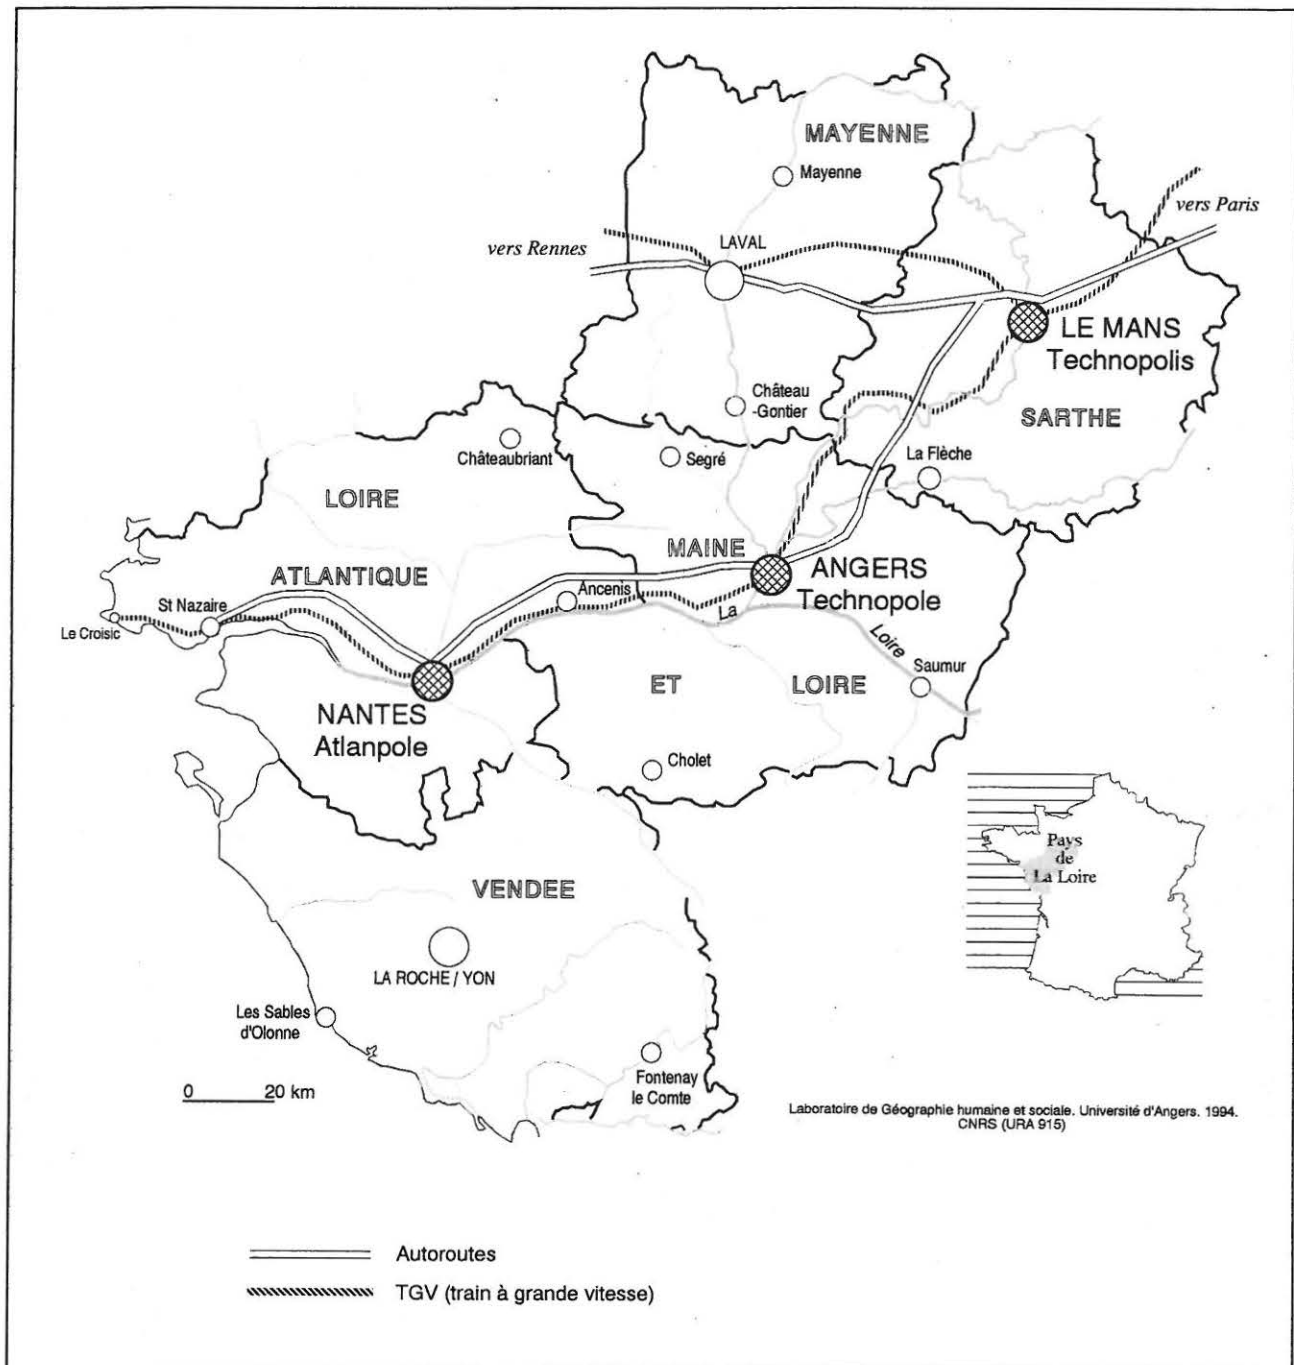 MAYENNE
Mayenne
vers Paris
vers Rennes
LAVAL
LE MANS
Technopolis
Château
-Gontier
SARTHE
Châteaubriant
Segré
La Flèche
LOIRE
MAINE
ATLANTIQUE
ANGERS
Technopole
Ancenis
St Nazaire
La
Loire
Le Croisic
Saumur
ET
LOIRE
NANTES
Atlanpole
Cholet
Pays
de
La Loire
VENDEE
LA ROCHE / YON
Les Sables
d'Olonne
Fontenay
le Comte
0 20 km
Laboratoire de Géographie humaine et sociale. Université d'Angers. 1994.
CNRS (URA 915)
Autoroutes
TGV (train à grande vitesse)